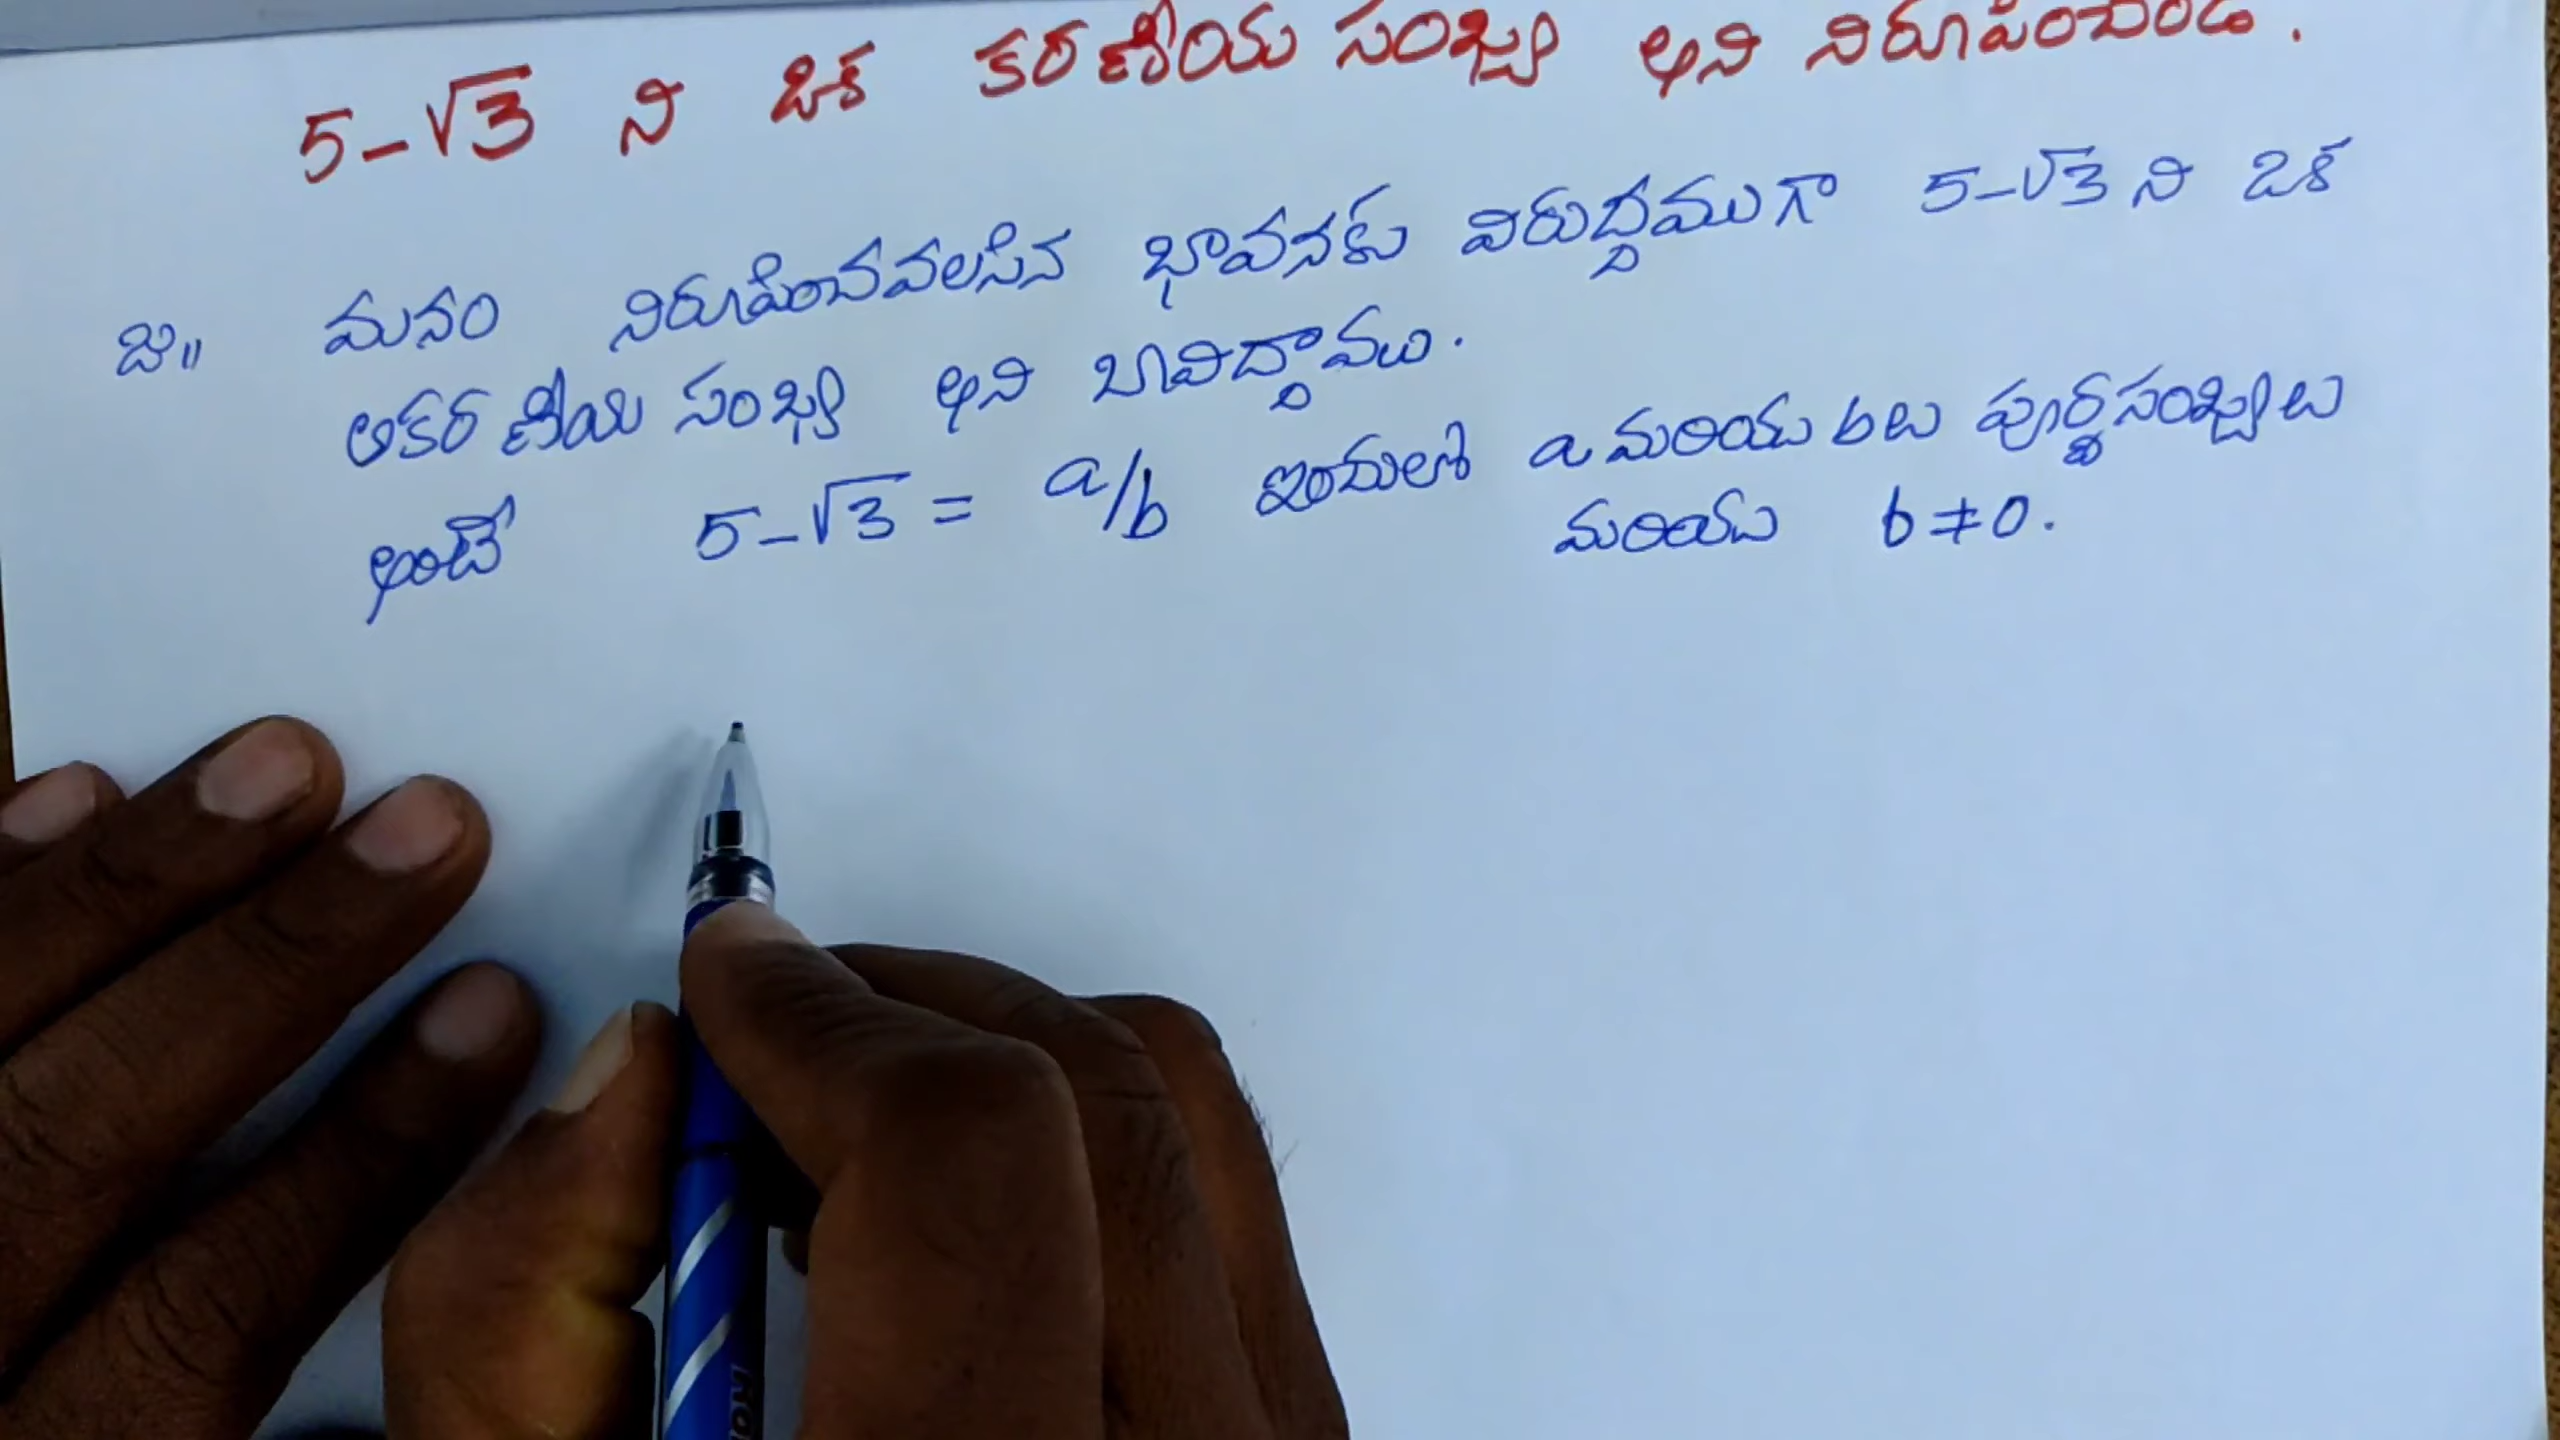 5-√3 ని ఒక కరణీయ సంఖ్య అని నిరూపించండి.
జ॥ మనం నిరూపించవలసిన భావనకు విరుద్ధముగా 5-√3 ని ఒక
అకరణీయ సంఖ్య అని బావిద్దాము.
అంటే 5-√3 = a/b ఇందులో a మరియు b లు పూర్ణసంఖ్యలు
మరియు b≠0.